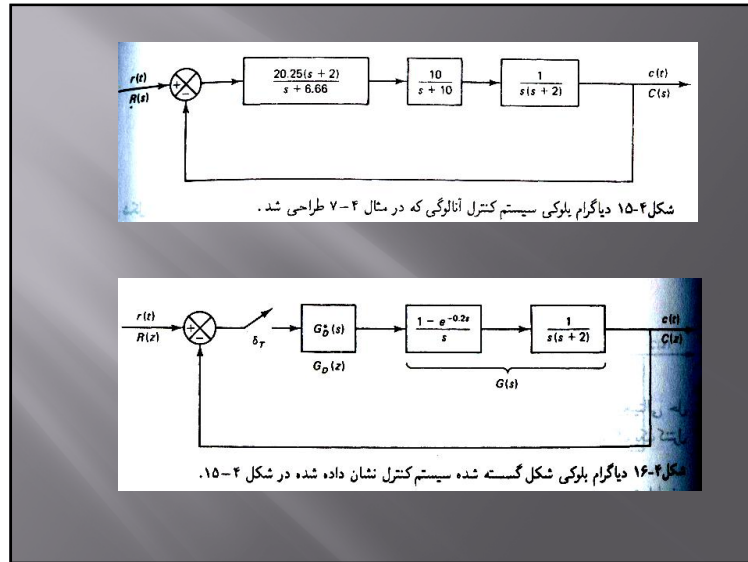 r(t)
R(s)
+
−
20.25(s + 2)
s + 6.66
10
s + 10
1
s(s + 2)
c(t)
C(s)
شکل۴-۱۵ دیاگرام بلوکی سیستم کنترل آنالوگی که در مثال ۴-۷ طراحی شد.
r(t)
R(z)
+
−
δT
G*D(s)
GD(z)
1 − e^−0.2s
s
1
s(s + 2)
G(s)
c(t)
C(z)
شکل۴-۱۶ دیاگرام بلوکی شکل گسسته شده سیستم کنترل نشان داده شده در شکل ۴-۱۵.